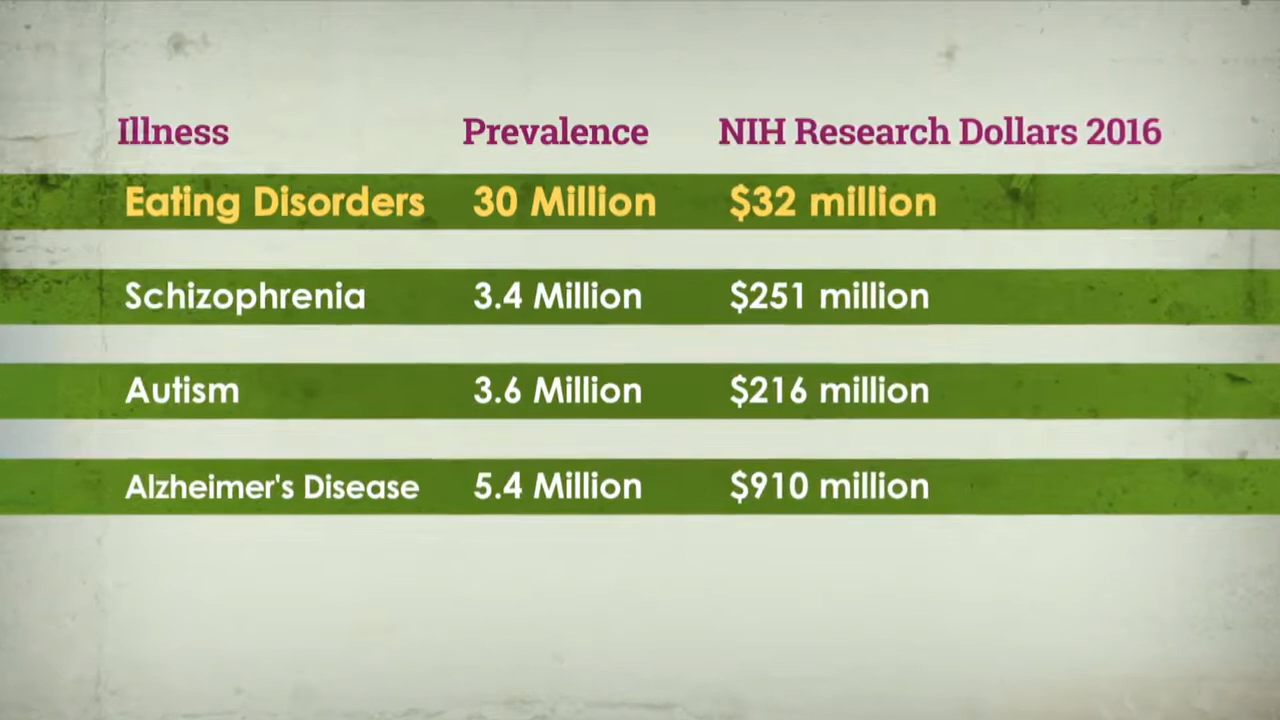 Illness Prevalence NIH Research Dollars 2016
Eating Disorders 30 Million $32 million
Schizophrenia 3.4 Million $251 million
Autism 3.6 Million $216 million
Alzheimer's Disease 5.4 Million $910 million